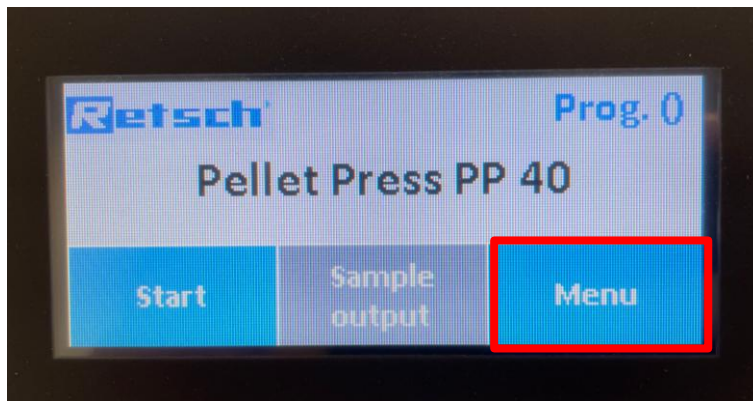 Retsch
Prog. 0
Pellet Press PP 40
Start
Sample
output
Menu